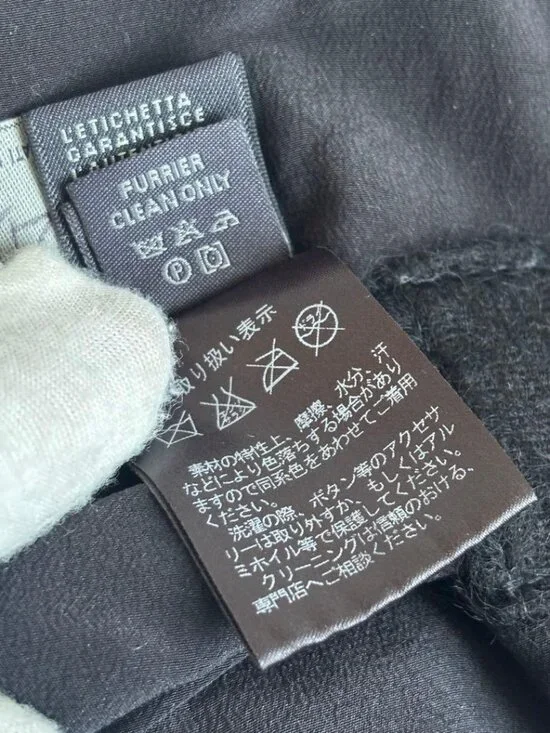 L'ETICHETTA
GARANTISCE
FURRIER
CLEAN ONLY
P
取り扱い表示
ドライ
素材の特性上、摩擦、水分、汗
などにより色落ちする場合があり
ますので同系色をあわせてご着用
ください。
洗濯の際、ボタン等のアクセサ
リーは取り外すか、もしくはアル
ミホイル等で保護してください。
クリーニングは信頼のおける、
専門店へご相談ください。